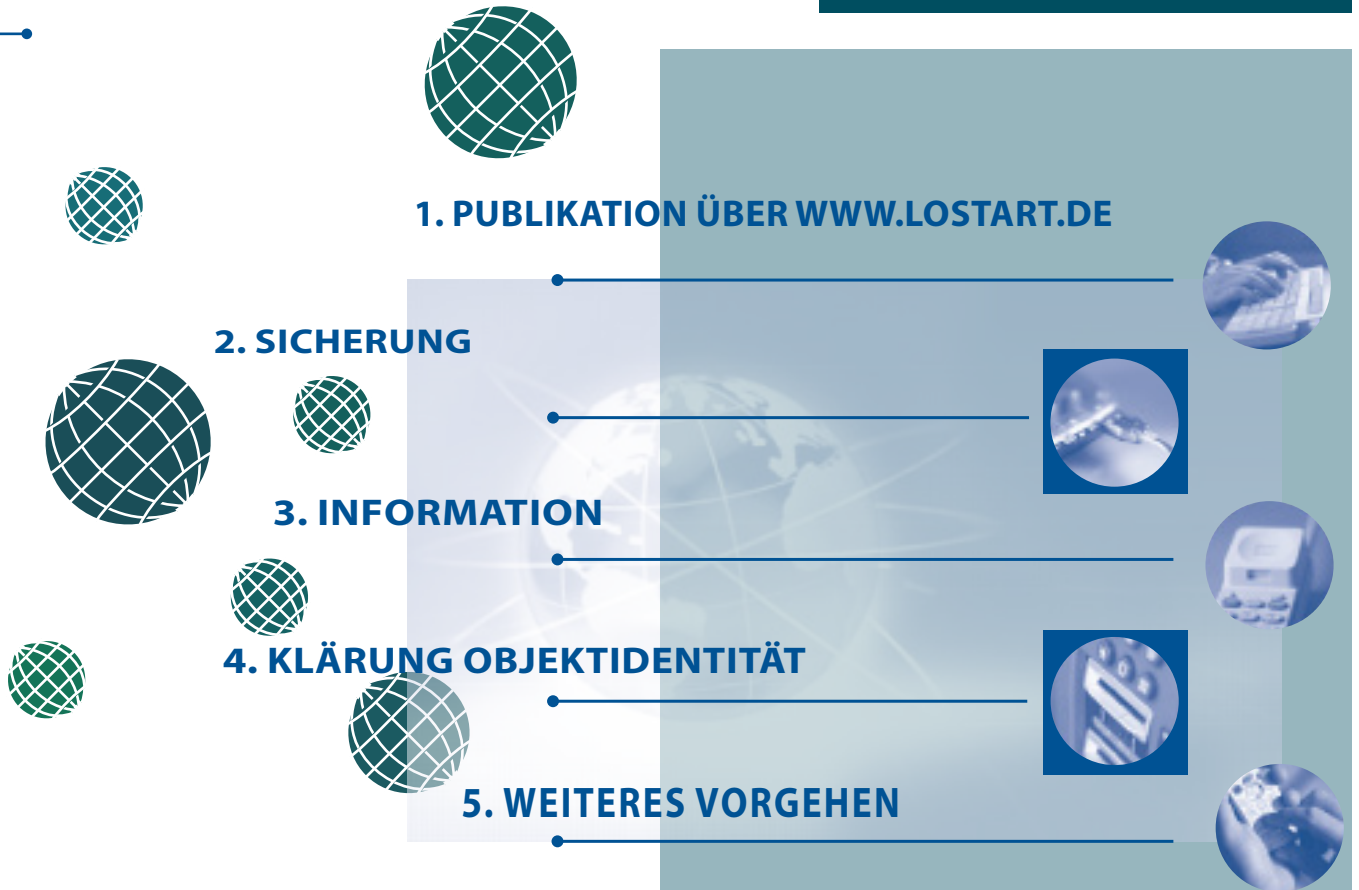 1. PUBLIKATION ÜBER WWW.LOSTART.DE
2. SICHERUNG
3. INFORMATION
4. KLÄRUNG OBJEKTIDENTITÄT
5. WEITERES VORGEHEN